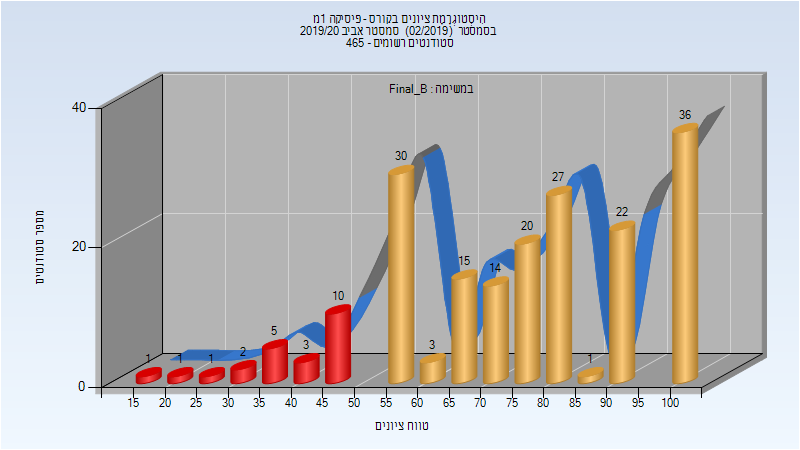 היסטוגרמת ציונים בקורס - פיסיקה 1מ
בסמסטר (02/2019) סמסטר אביב 2019/20
סטודנטים רשומים - 465
במשימה : Final_B
מספר סטודנטים
40
20
0
1
1
1
2
5
3
10
30
3
15
14
20
27
1
22
36
15 20 25 30 35 40 45 50 55 60 65 70 75 80 85 90 95 100
טווח ציונים